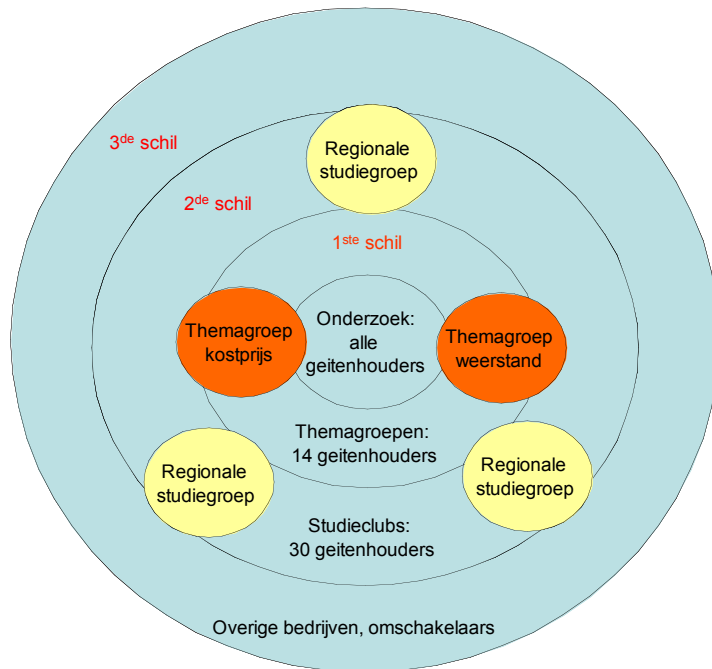 3de schil
Regionale
studiegroep
2de schil
1ste schil
Onderzoek:
alle
geitenhouders
Themagroep
kostprijs
Themagroep
weerstand
Themagroepen:
14 geitenhouders
Regionale
studiegroep
Regionale
studiegroep
Studieclubs:
30 geitenhouders
Overige bedrijven, omschakelaars